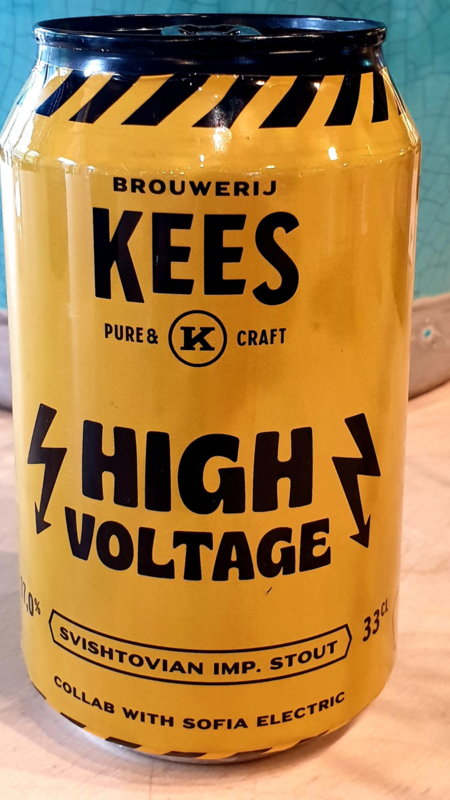 BROUWERIJ
KEES
PURE & K CRAFT
HIGH
VOLTAGE
33CL
SVISHTOVIAN IMP. STOUT
COLLAB WITH SOFIA ELECTRIC